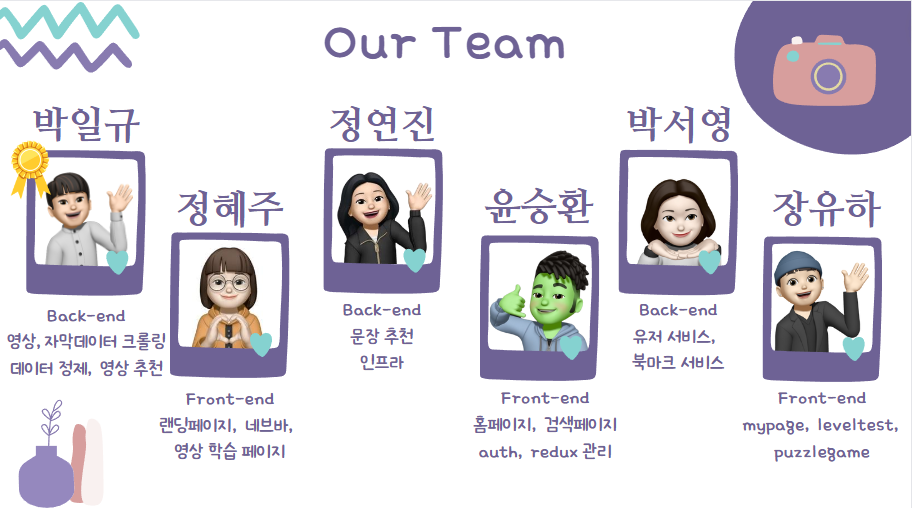 Our Team
박일규
Back-end
영상, 자막데이터 크롤링
데이터 정제, 영상 추천
정혜주
Front-end
랜딩페이지, 네브바,
영상 학습 페이지
정연진
Back-end
문장 추천
인프라
윤승환
Front-end
홈페이지, 검색페이지
auth, redux 관리
박서영
Back-end
유저 서비스,
북마크 서비스
장유하
Front-end
mypage, leveltest,
puzzlegame